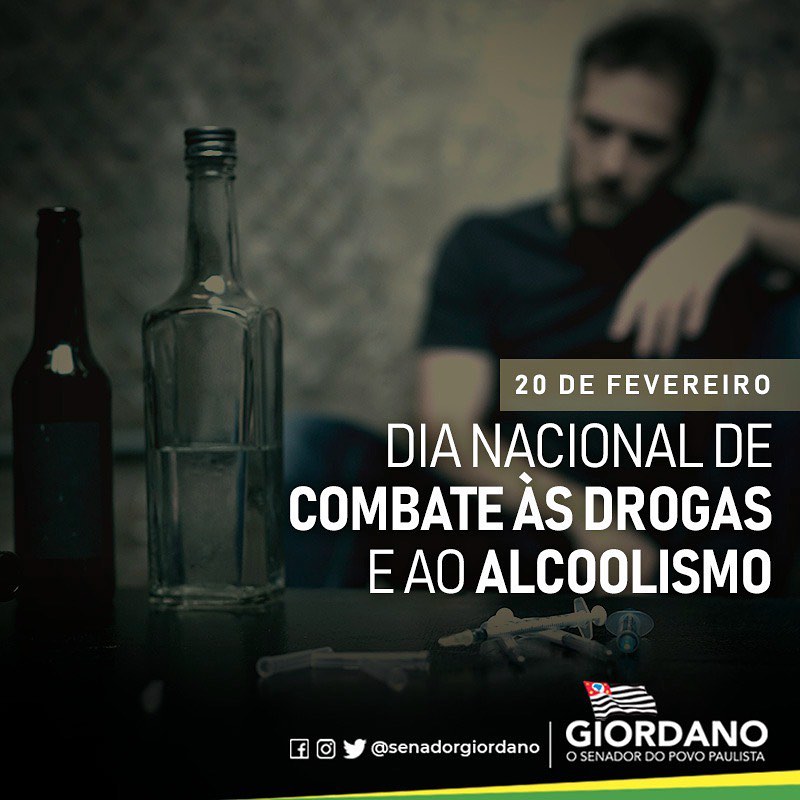 20 DE FEVEREIRO
DIA NACIONAL DE
COMBATE ÀS DROGAS
E AO ALCOOLISMO
@senadorgiordano
GIORDANO
O SENADOR DO POVO PAULISTA